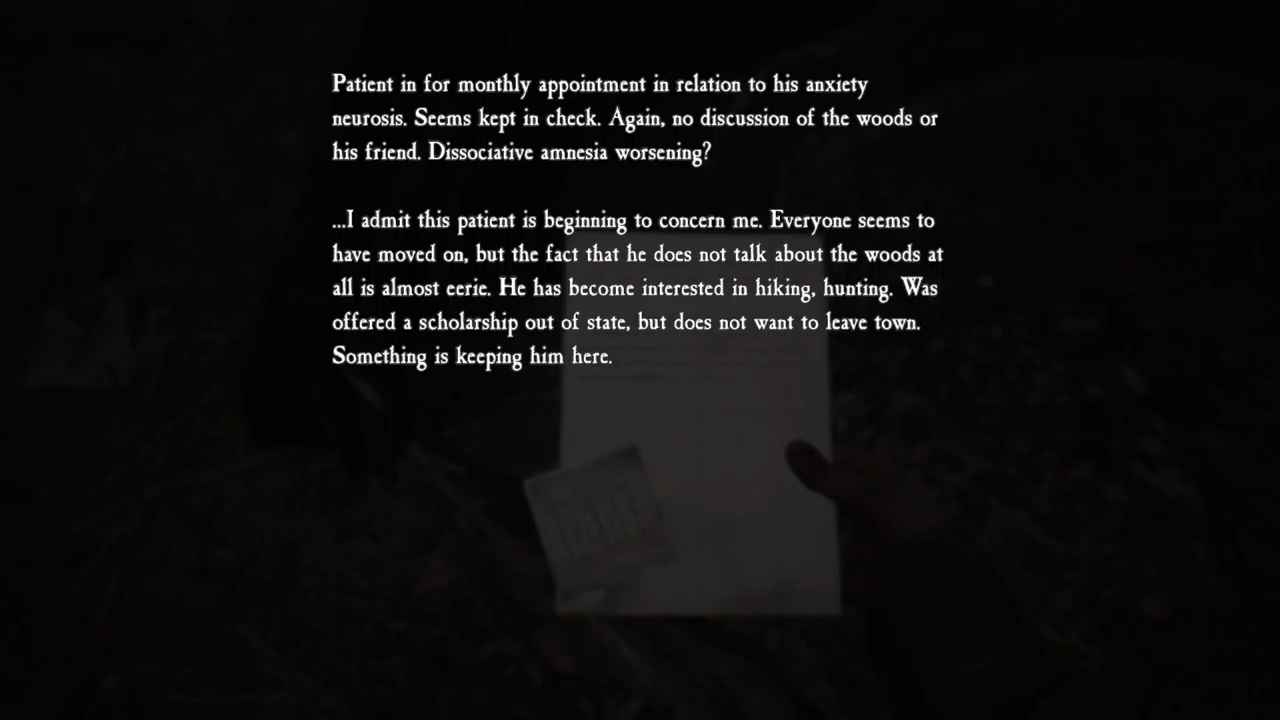 Patient in for monthly appointment in relation to his anxiety
neurosis. Seems kept in check. Again, no discussion of the woods or
his friend. Dissociative amnesia worsening?
...I admit this patient is beginning to concern me. Everyone seems to
have moved on, but the fact that he does not talk about the woods at
all is almost eerie. He has become interested in hiking, hunting. Was
offered a scholarship out of state, but does not want to leave town.
Something is keeping him here.